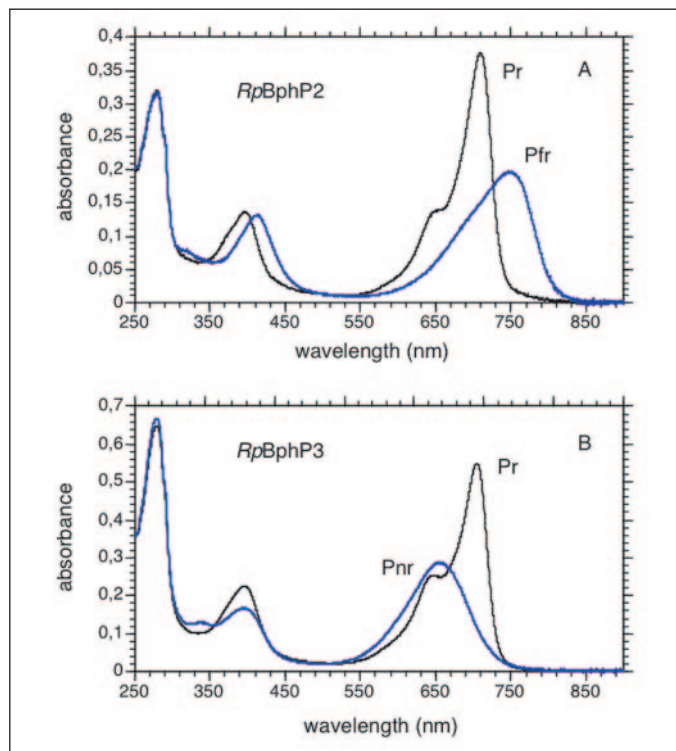 0,4
0,35
0,3
0,25
0,2
0,15
0,1
0,05
0
absorbance
RpBphP2
Pr
A
Pfr
250 350 450 550 650 750 850
wavelength (nm)
0,7
0,6
0,5
0,4
0,3
0,2
0,1
0
absorbance
RpBphP3
B
Pr
Pnr
250 350 450 550 650 750 850
wavelength (nm)